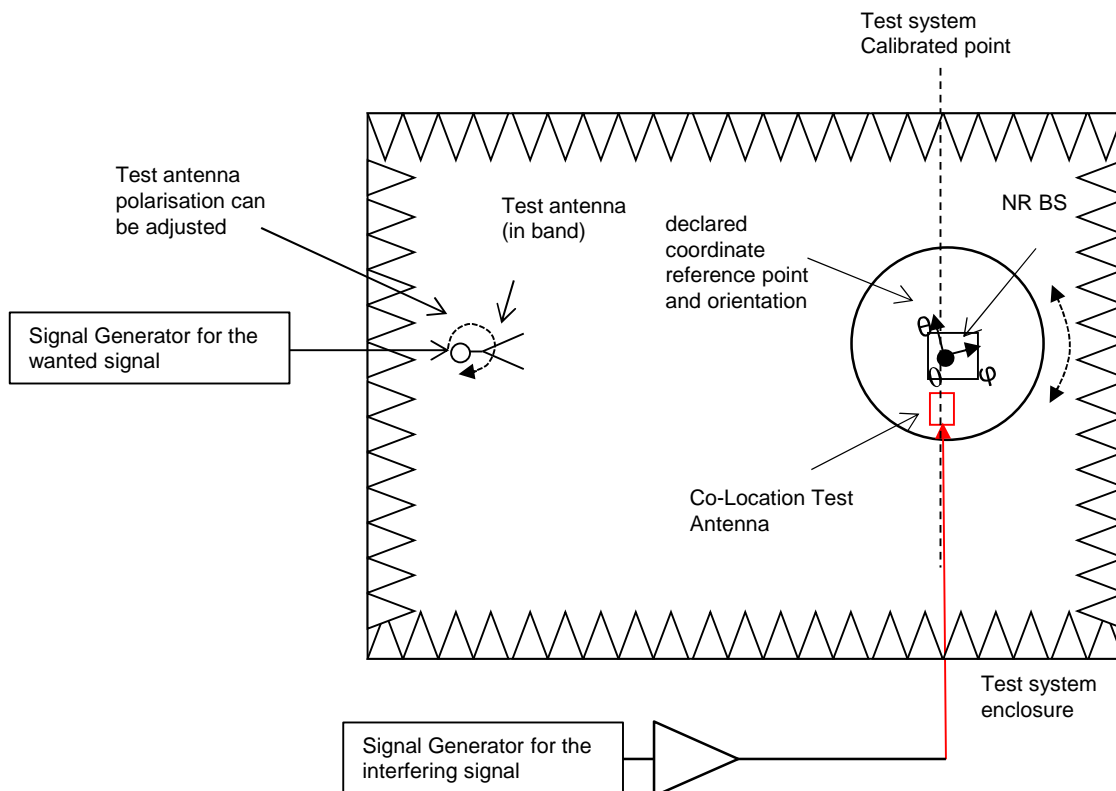 Test system
Calibrated point
Test antenna
polarisation can
be adjusted
Test antenna
(in band)
declared
coordinate
reference point
and orientation
NR BS
Signal Generator for the
wanted signal
θ
θ
φ
Co-Location Test
Antenna
Test system
enclosure
Signal Generator for the
interfering signal